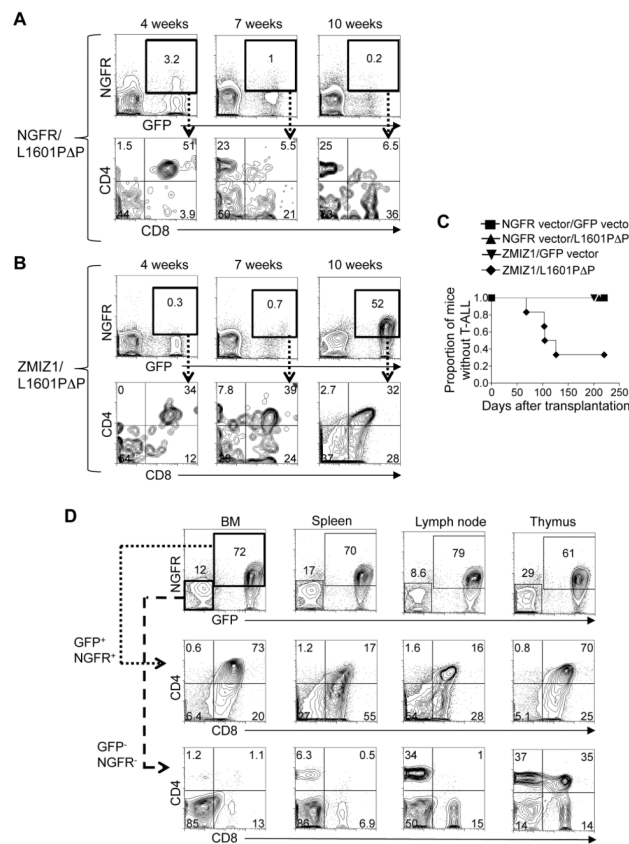 A
4 weeks 7 weeks 10 weeks
NGFR
3.2 1 0.2
GFP
NGFR/
L1601PΔP
1.5 51 23 5.5 25 6.5
CD4
44 3.9 21 36
CD8
B
4 weeks 7 weeks 10 weeks
NGFR
0.3 0.7 52
GFP
ZMIZ1/
L1601PΔP
0 34 7.8 39 2.7 32
CD4
12 24 37 28
CD8
C
NGFR vector/GFP vecto
NGFR vector/L1601PΔP
ZMIZ1/GFP vector
ZMIZ1/L1601PΔP
Proportion of mice
without T-ALL
1.0
0.8
0.6
0.4
0.2
0.0
0 50 100 150 200 250
Days after transplantation
D
BM Spleen Lymph node Thymus
NGFR
72 70 79 61
12 17 8.6 29
GFP
GFP+
NGFR+
0.6 73 1.2 17 1.6 16 0.8 70
CD4
6.4 20 27 55 54 28 5.1 25
CD8
GFP-
NGFR-
1.2 1.1 6.3 0.5 34 1 37 35
CD4
85 13 86 6.9 50 15 14 14
CD8